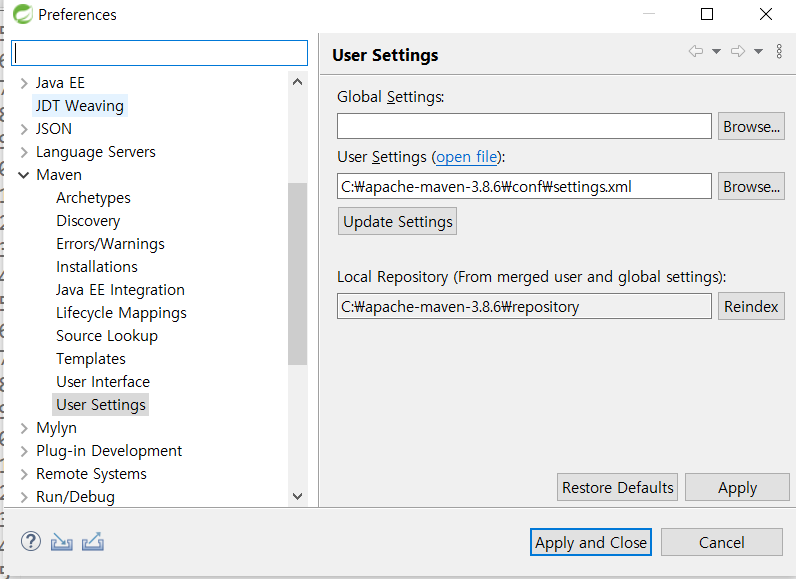 Preferences
Java EE
JDT Weaving
JSON
Language Servers
Maven
Archetypes
Discovery
Errors/Warnings
Installations
Java EE Integration
Lifecycle Mappings
Source Lookup
Templates
User Interface
User Settings
Mylyn
Plug-in Development
Remote Systems
Run/Debug
User Settings
Global Settings:
Browse...
User Settings (open file):
C:₩apache-maven-3.8.6₩conf₩settings.xml Browse...
Update Settings
Local Repository (From merged user and global settings):
C:₩apache-maven-3.8.6₩repository Reindex
Restore Defaults Apply
Apply and Close Cancel